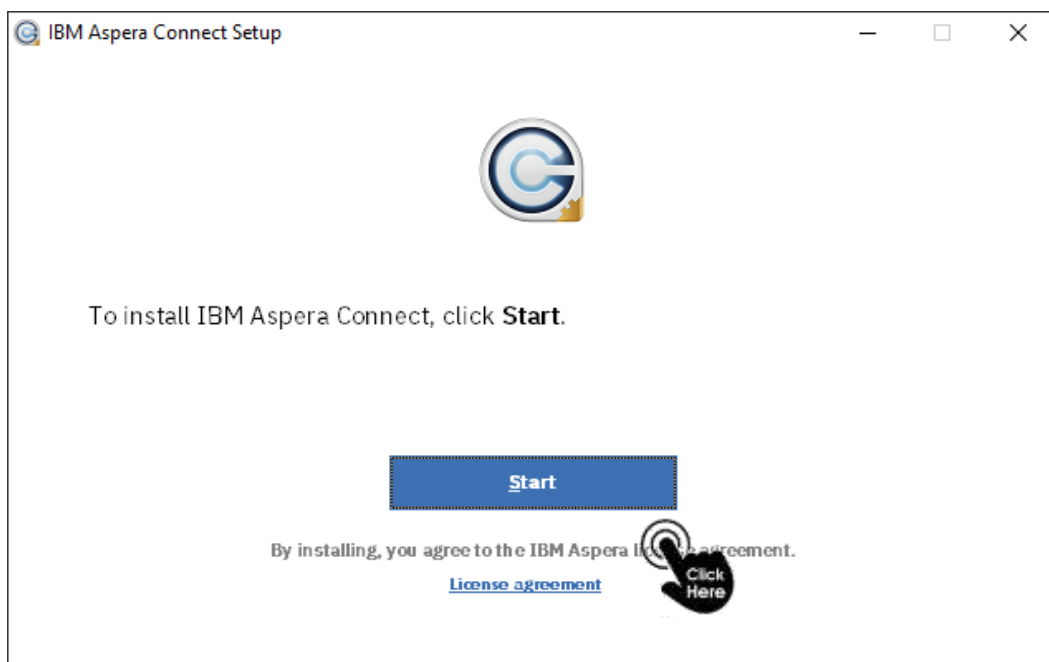 IBM Aspera Connect Setup
To install IBM Aspera Connect, click Start.
Start
By installing, you agree to the IBM Aspera agreement.
License agreement
Click
Here